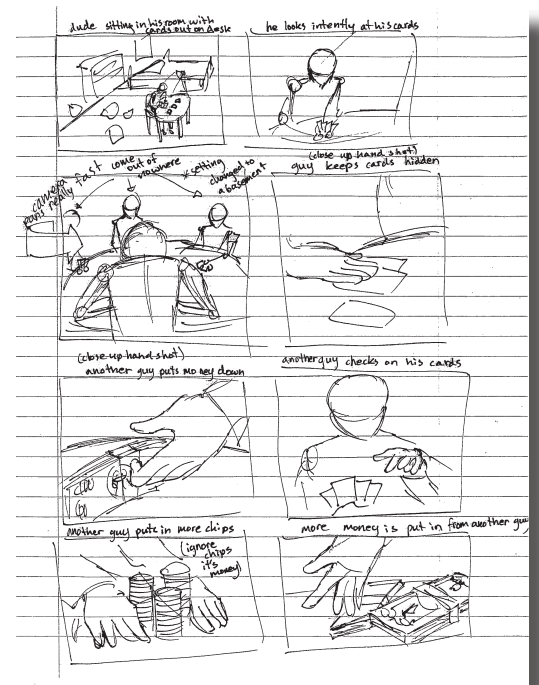 dude sitting in his room with
cards out on desk
he looks intently at his cards
camera
pans really fast
come
out of
nowhere
*setting
changed to
a basement
(close up hand shot)
guy keeps cards hidden
(close up hand shot)
another guy puts money down
another guy checks on his cards
100
another guy puts in more chips
(ignore
chips
it's
money)
more money is put in from another guy